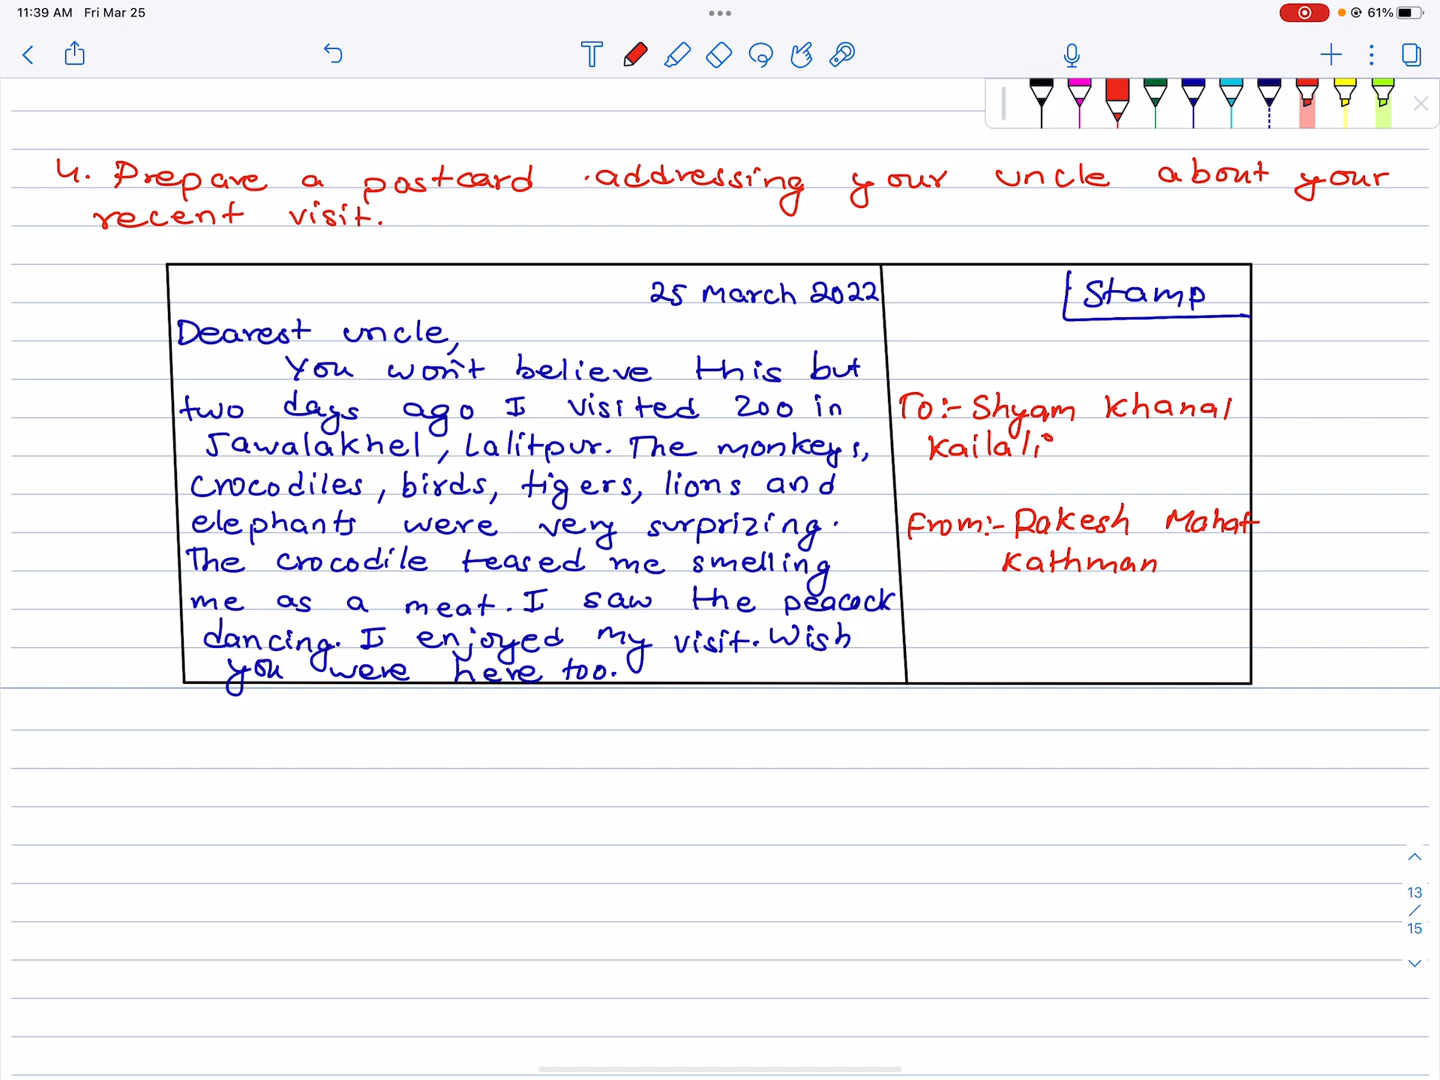 11:39 AM Fri Mar 25
61%
4. Prepare a postcard addressing your uncle about your
recent visit.
25 March 2022
Stamp
Dearest uncle,
You won't believe this but
two days ago I visited zoo in
Jawalakhel, Lalitpur. The monkeys,
crocodiles, birds, tigers, lions and
elephants were very surprizing.
The crocodile teased me smelling
me as a meat. I saw the peacock
dancing. I enjoyed my visit. Wish
you were here too.
To:- Shyam Khanal
Kailali
From:- Rakesh Mahat
Kathman
13
/
15